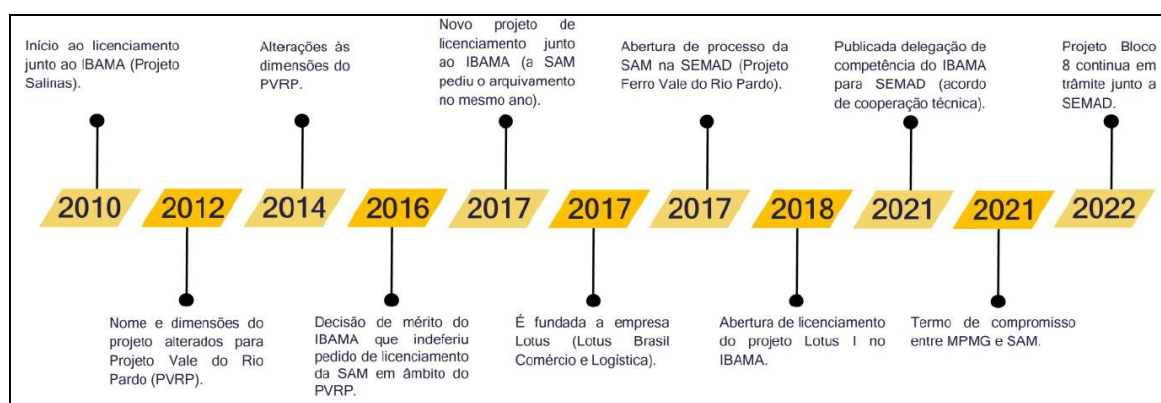 Início ao licenciamento
junto ao IBAMA (Projeto
Salinas).
Alterações às
dimensões do
PVRP.
Novo projeto de
licenciamento junto
ao IBAMA (a SAM
pediu o arquivamento
no mesmo ano).
Abertura de processo da
SAM na SEMAD (Projeto
Ferro Vale do Rio Pardo).
Publicada delegação de
competência do IBAMA
para SEMAD (acordo
de cooperação técnica).
Projeto Bloco
8 continua em
trâmite junto a
SEMAD.
2010
2012
2014
2016
2017
2017
2017
2018
2021
2021
2022
Nome e dimensões do
projeto alterados para
Projeto Vale do Rio
Pardo (PVRP).
Decisão de mérito do
IBAMA que indeferiu
pedido de licenciamento
da SAM em âmbito do
PVRP.
É fundada a empresa
Lotus (Lotus Brasil
Comércio e Logística).
Abertura de licenciamento
do projeto Lotus I no
IBAMA.
Termo de compromisso
entre MPMG e SAM.